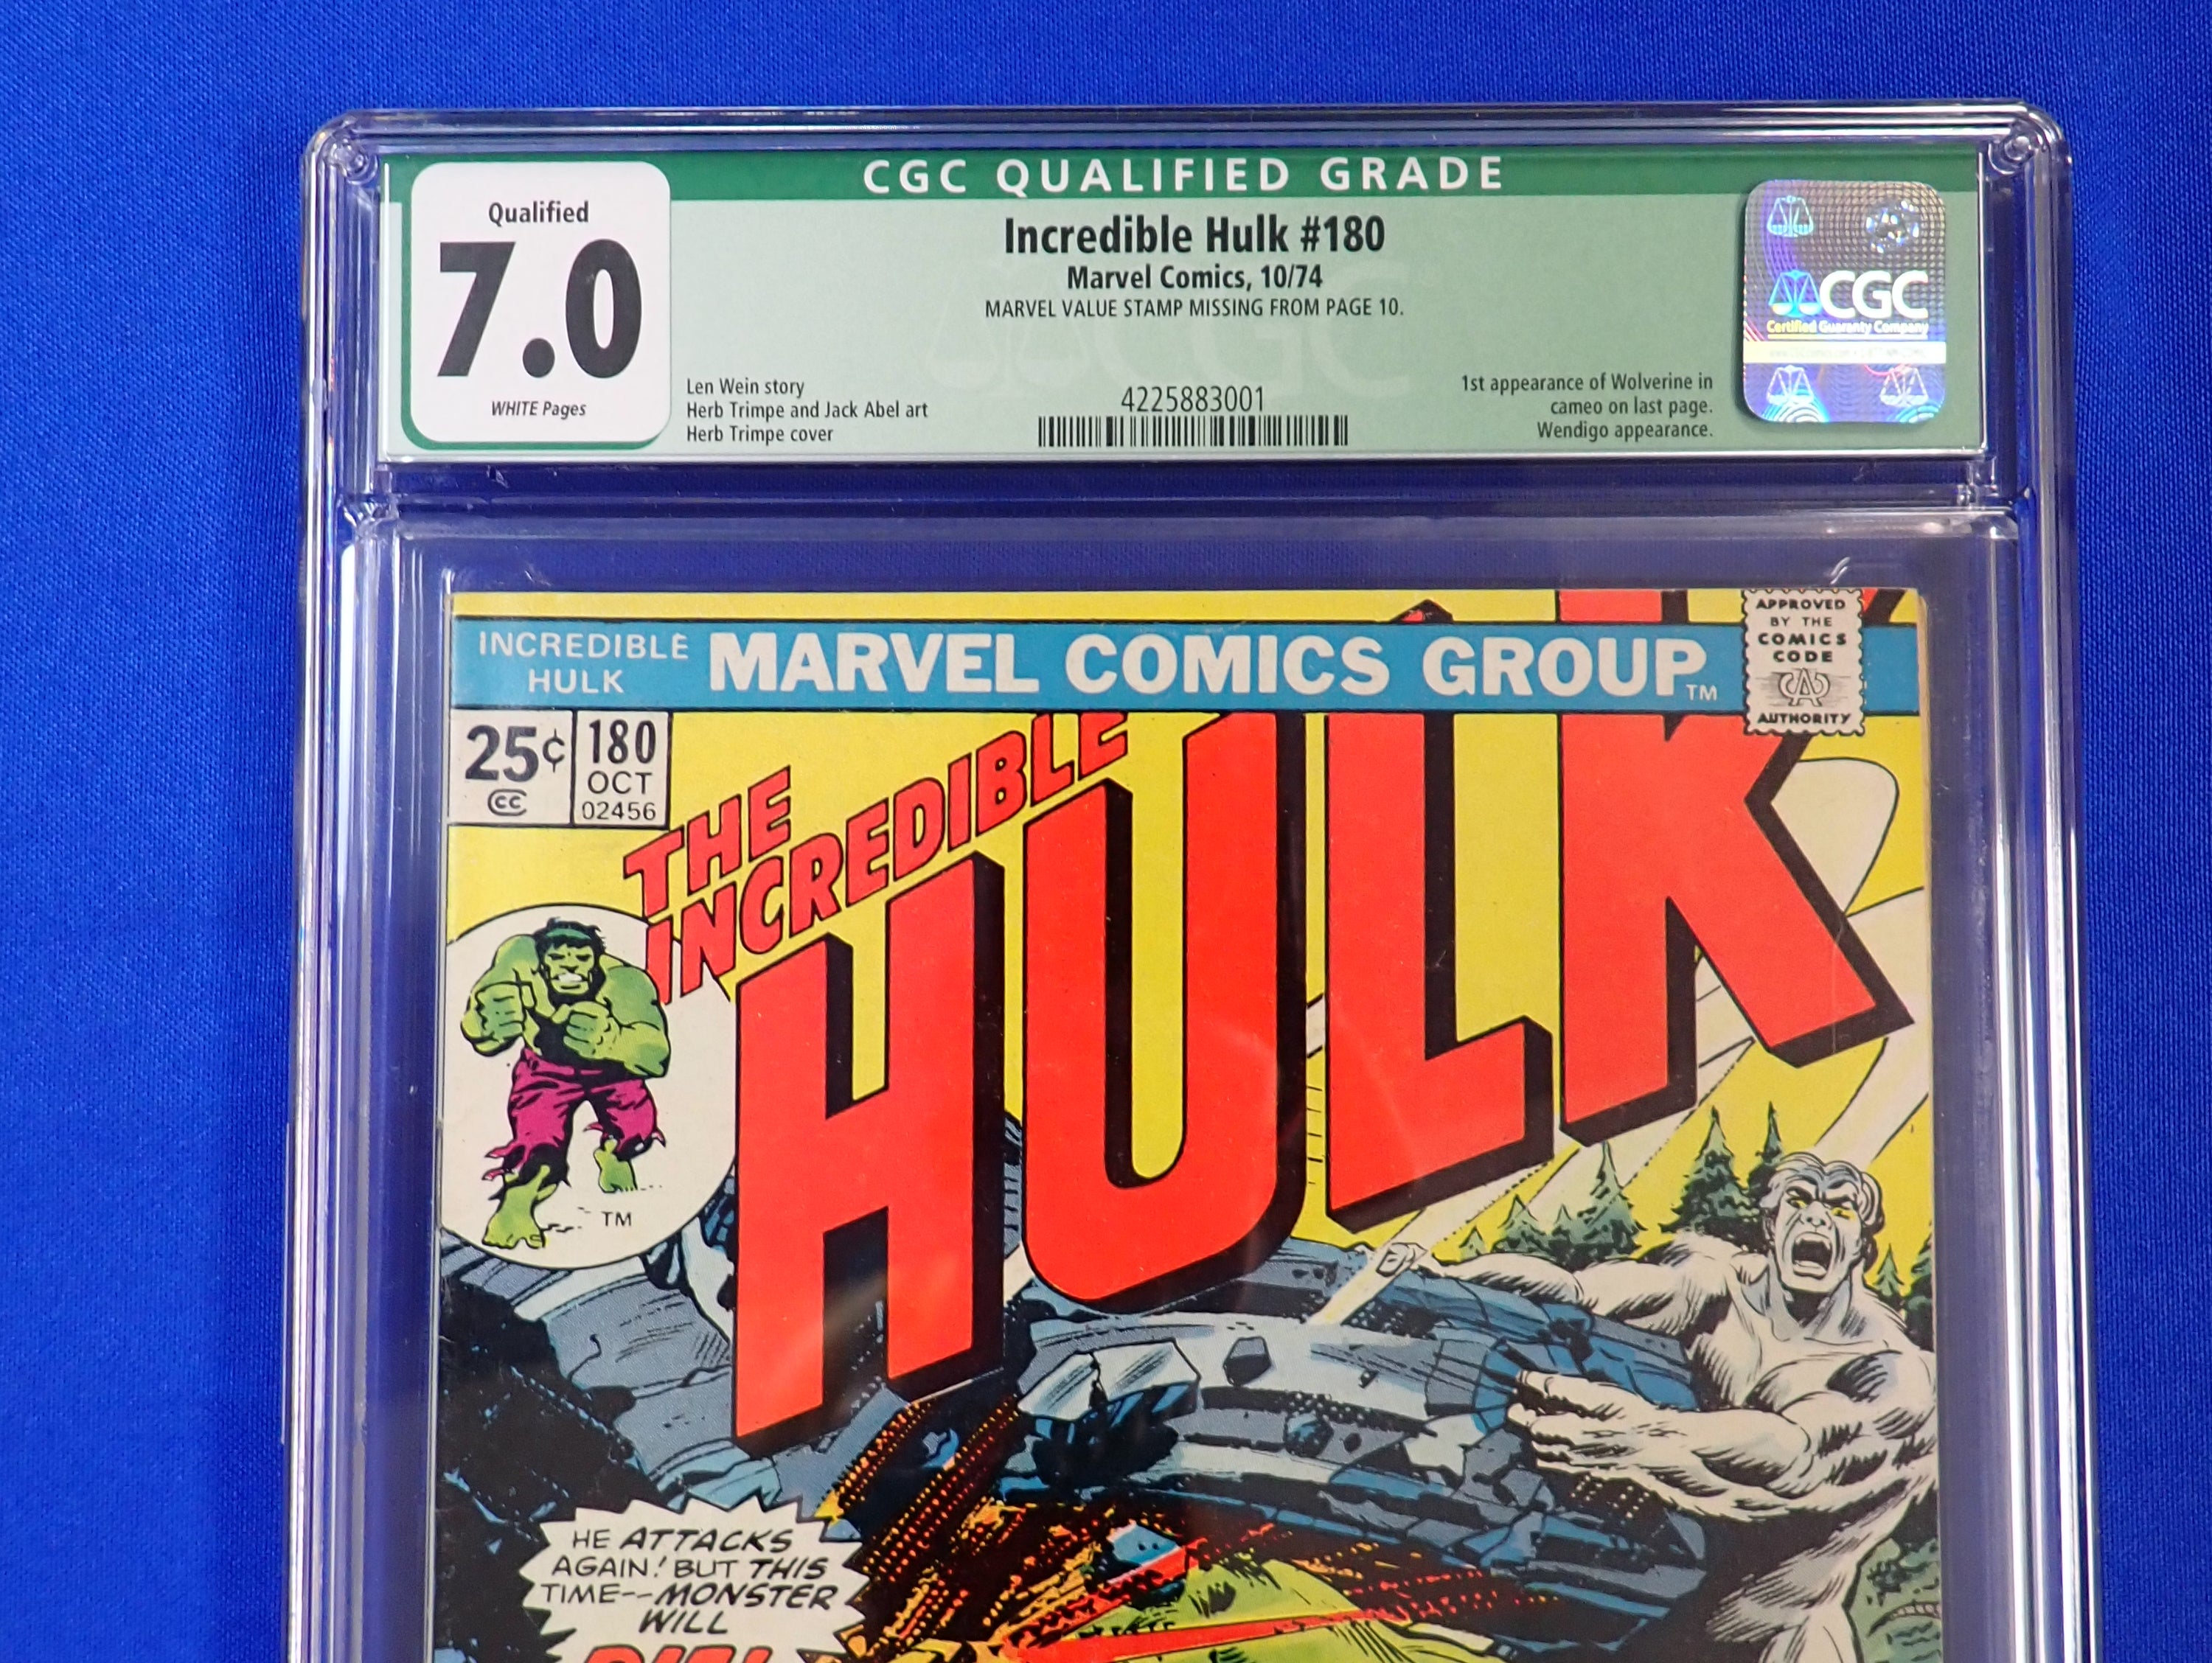 CGC QUALIFIED GRADE
Qualified
7.0
WHITE Pages
Incredible Hulk #180
Marvel Comics, 10/74
MARVEL VALUE STAMP MISSING FROM PAGE 10.
Len Wein story
Herb Trimpe and Jack Abel art
Herb Trimpe cover
4225883001
1st appearance of Wolverine in
cameo on last page.
Wendigo appearance.
CGC
Certified Guaranty Company
INCREDIBLE
HULK
MARVEL COMICS GROUP TM
APPROVED
BY THE
COMICS
CODE
CA
AUTHORITY
25¢
CC
180
OCT
02456
THE
INCREDIBLE
HULK
TM
HE ATTACKS
AGAIN! BUT THIS
TIME--MONSTER
WILL
DIE!